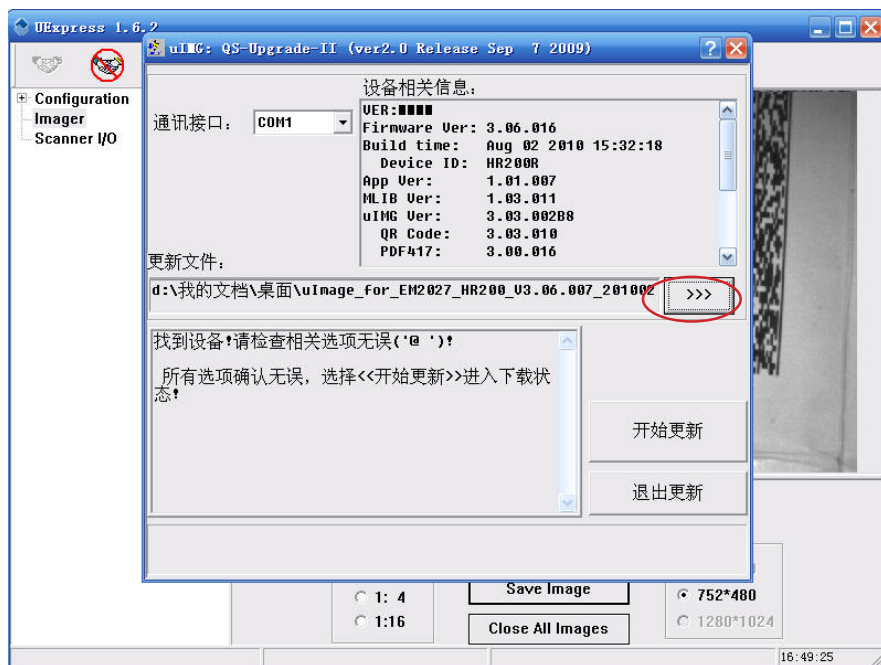 UExpress 1.6.2
uIMG: QS-Upgrade-II (ver2.0 Release Sep 7 2009)
Configuration
Imager
Scanner I/O
设备相关信息：
通讯接口：
COM1
VER:▮▮▮▮
Firmware Ver: 3.06.016
Build time: Aug 02 2010 15:32:18
Device ID: HR200R
App Ver: 1.01.007
MLIB Ver: 1.03.011
uIMG Ver: 3.03.002B8
QR Code: 3.03.010
PDF417: 3.00.016
更新文件：
d:\我的文档\桌面\uImage_for_EM2027_HR200_V3.06.007_201002
>>>
找到设备!请检查相关选项无误('@ ')!
所有选项确认无误，选择<<开始更新>>进入下载状
态!
开始更新
退出更新
1: 4
Save Image
752*480
1:16
Close All Images
1280*1024
16:49:25